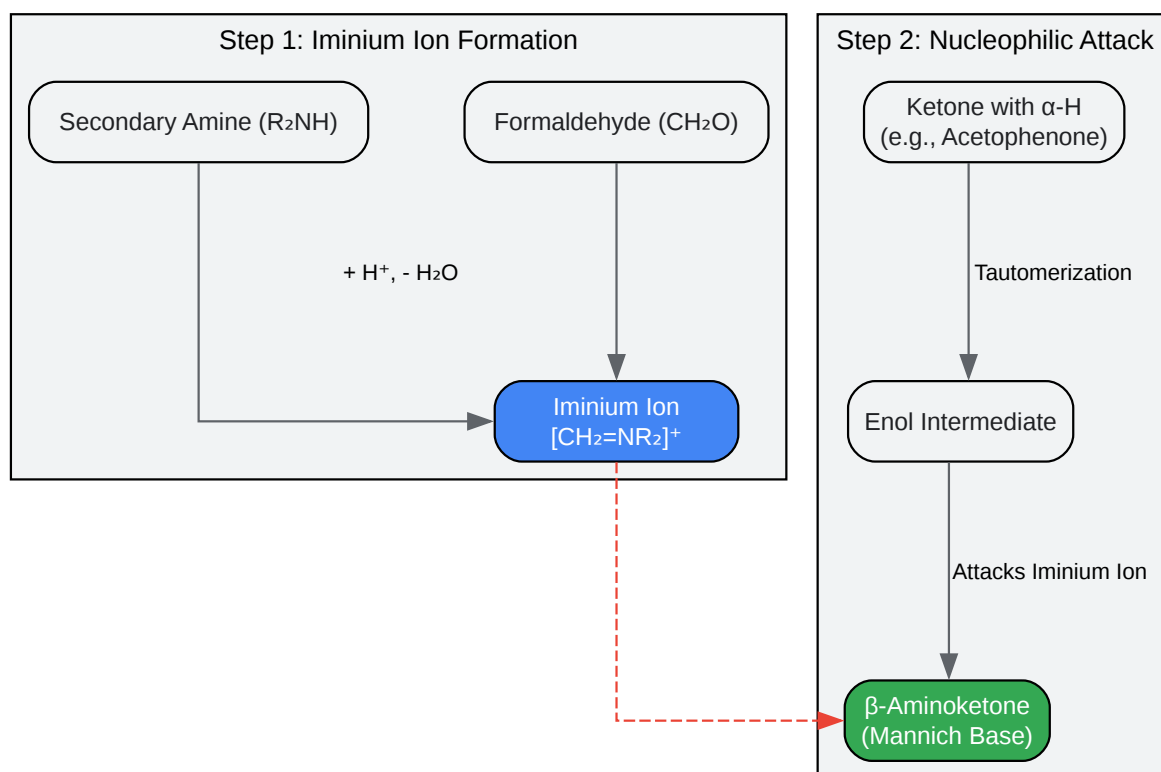 Step 1: Iminium Ion Formation
Secondary Amine (R₂NH)
Formaldehyde (CH₂O)
+ H⁺, - H₂O
Iminium Ion
[CH₂=NR₂]⁺
Step 2: Nucleophilic Attack
Ketone with α-H
(e.g., Acetophenone)
Tautomerization
Enol Intermediate
Attacks Iminium Ion
β-Aminoketone
(Mannich Base)